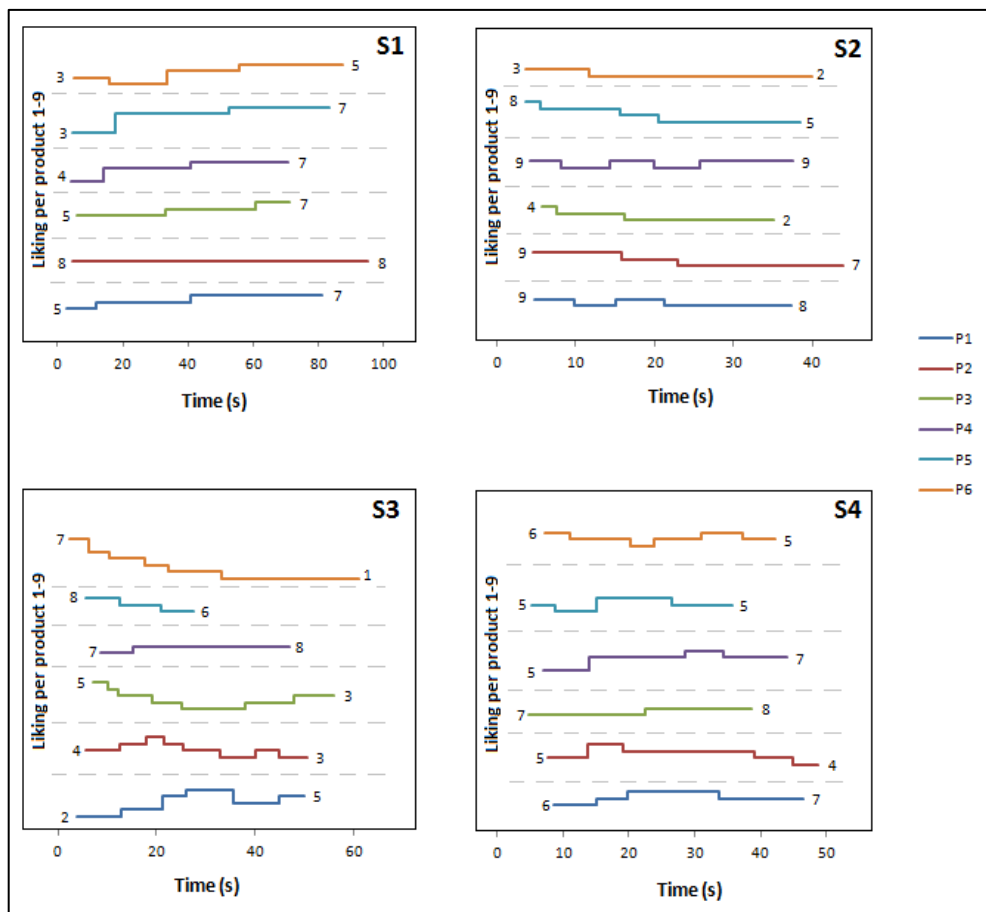 S1
Liking per product 1-9
3 5
3 7
4 7
5 7
8 8
5 7
0 20 40 60 80 100
Time (s)
S2
3 2
8 5
9 9
4 2
9 7
9 8
0 10 20 30 40
Time (s)
P1
P2
P3
P4
P5
P6
S3
Liking per product 1-9
7 1
8 6
7 8
5 3
4 3
2 5
0 20 40 60
Time (s)
S4
Liking per product 1-9
6 5
5 5
5 7
7 8
5 4
6 7
0 10 20 30 40 50
Time (s)